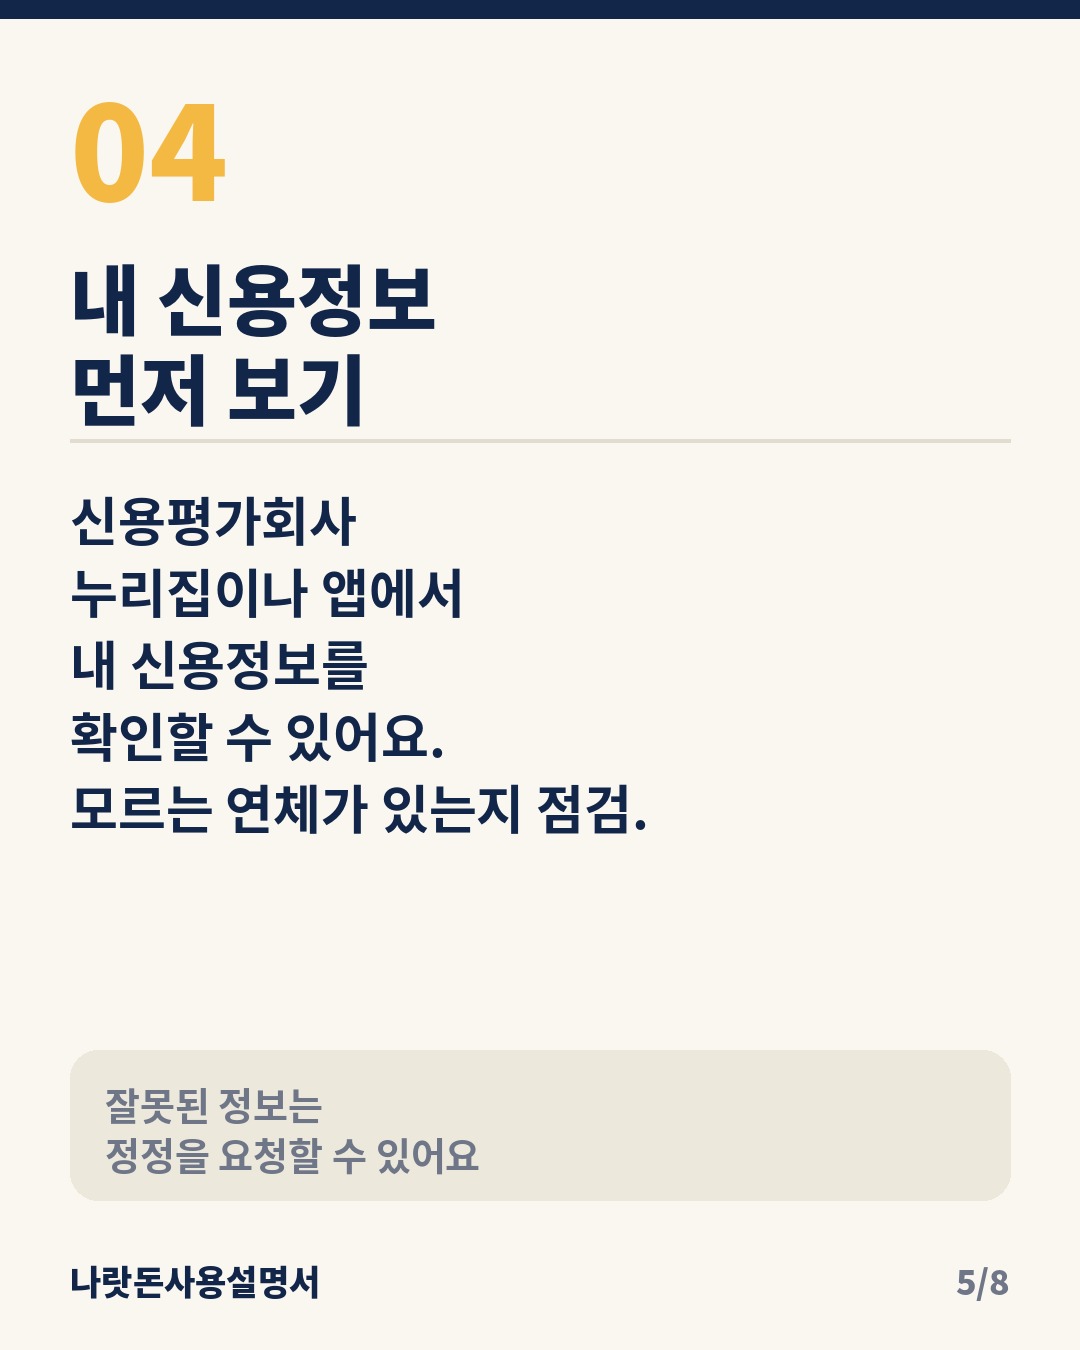 04
내 신용정보
먼저 보기
신용평가회사
누리집이나 앱에서
내 신용정보를
확인할 수 있어요.
모르는 연체가 있는지 점검.
잘못된 정보는
정정을 요청할 수 있어요
나랏돈사용설명서
5/8